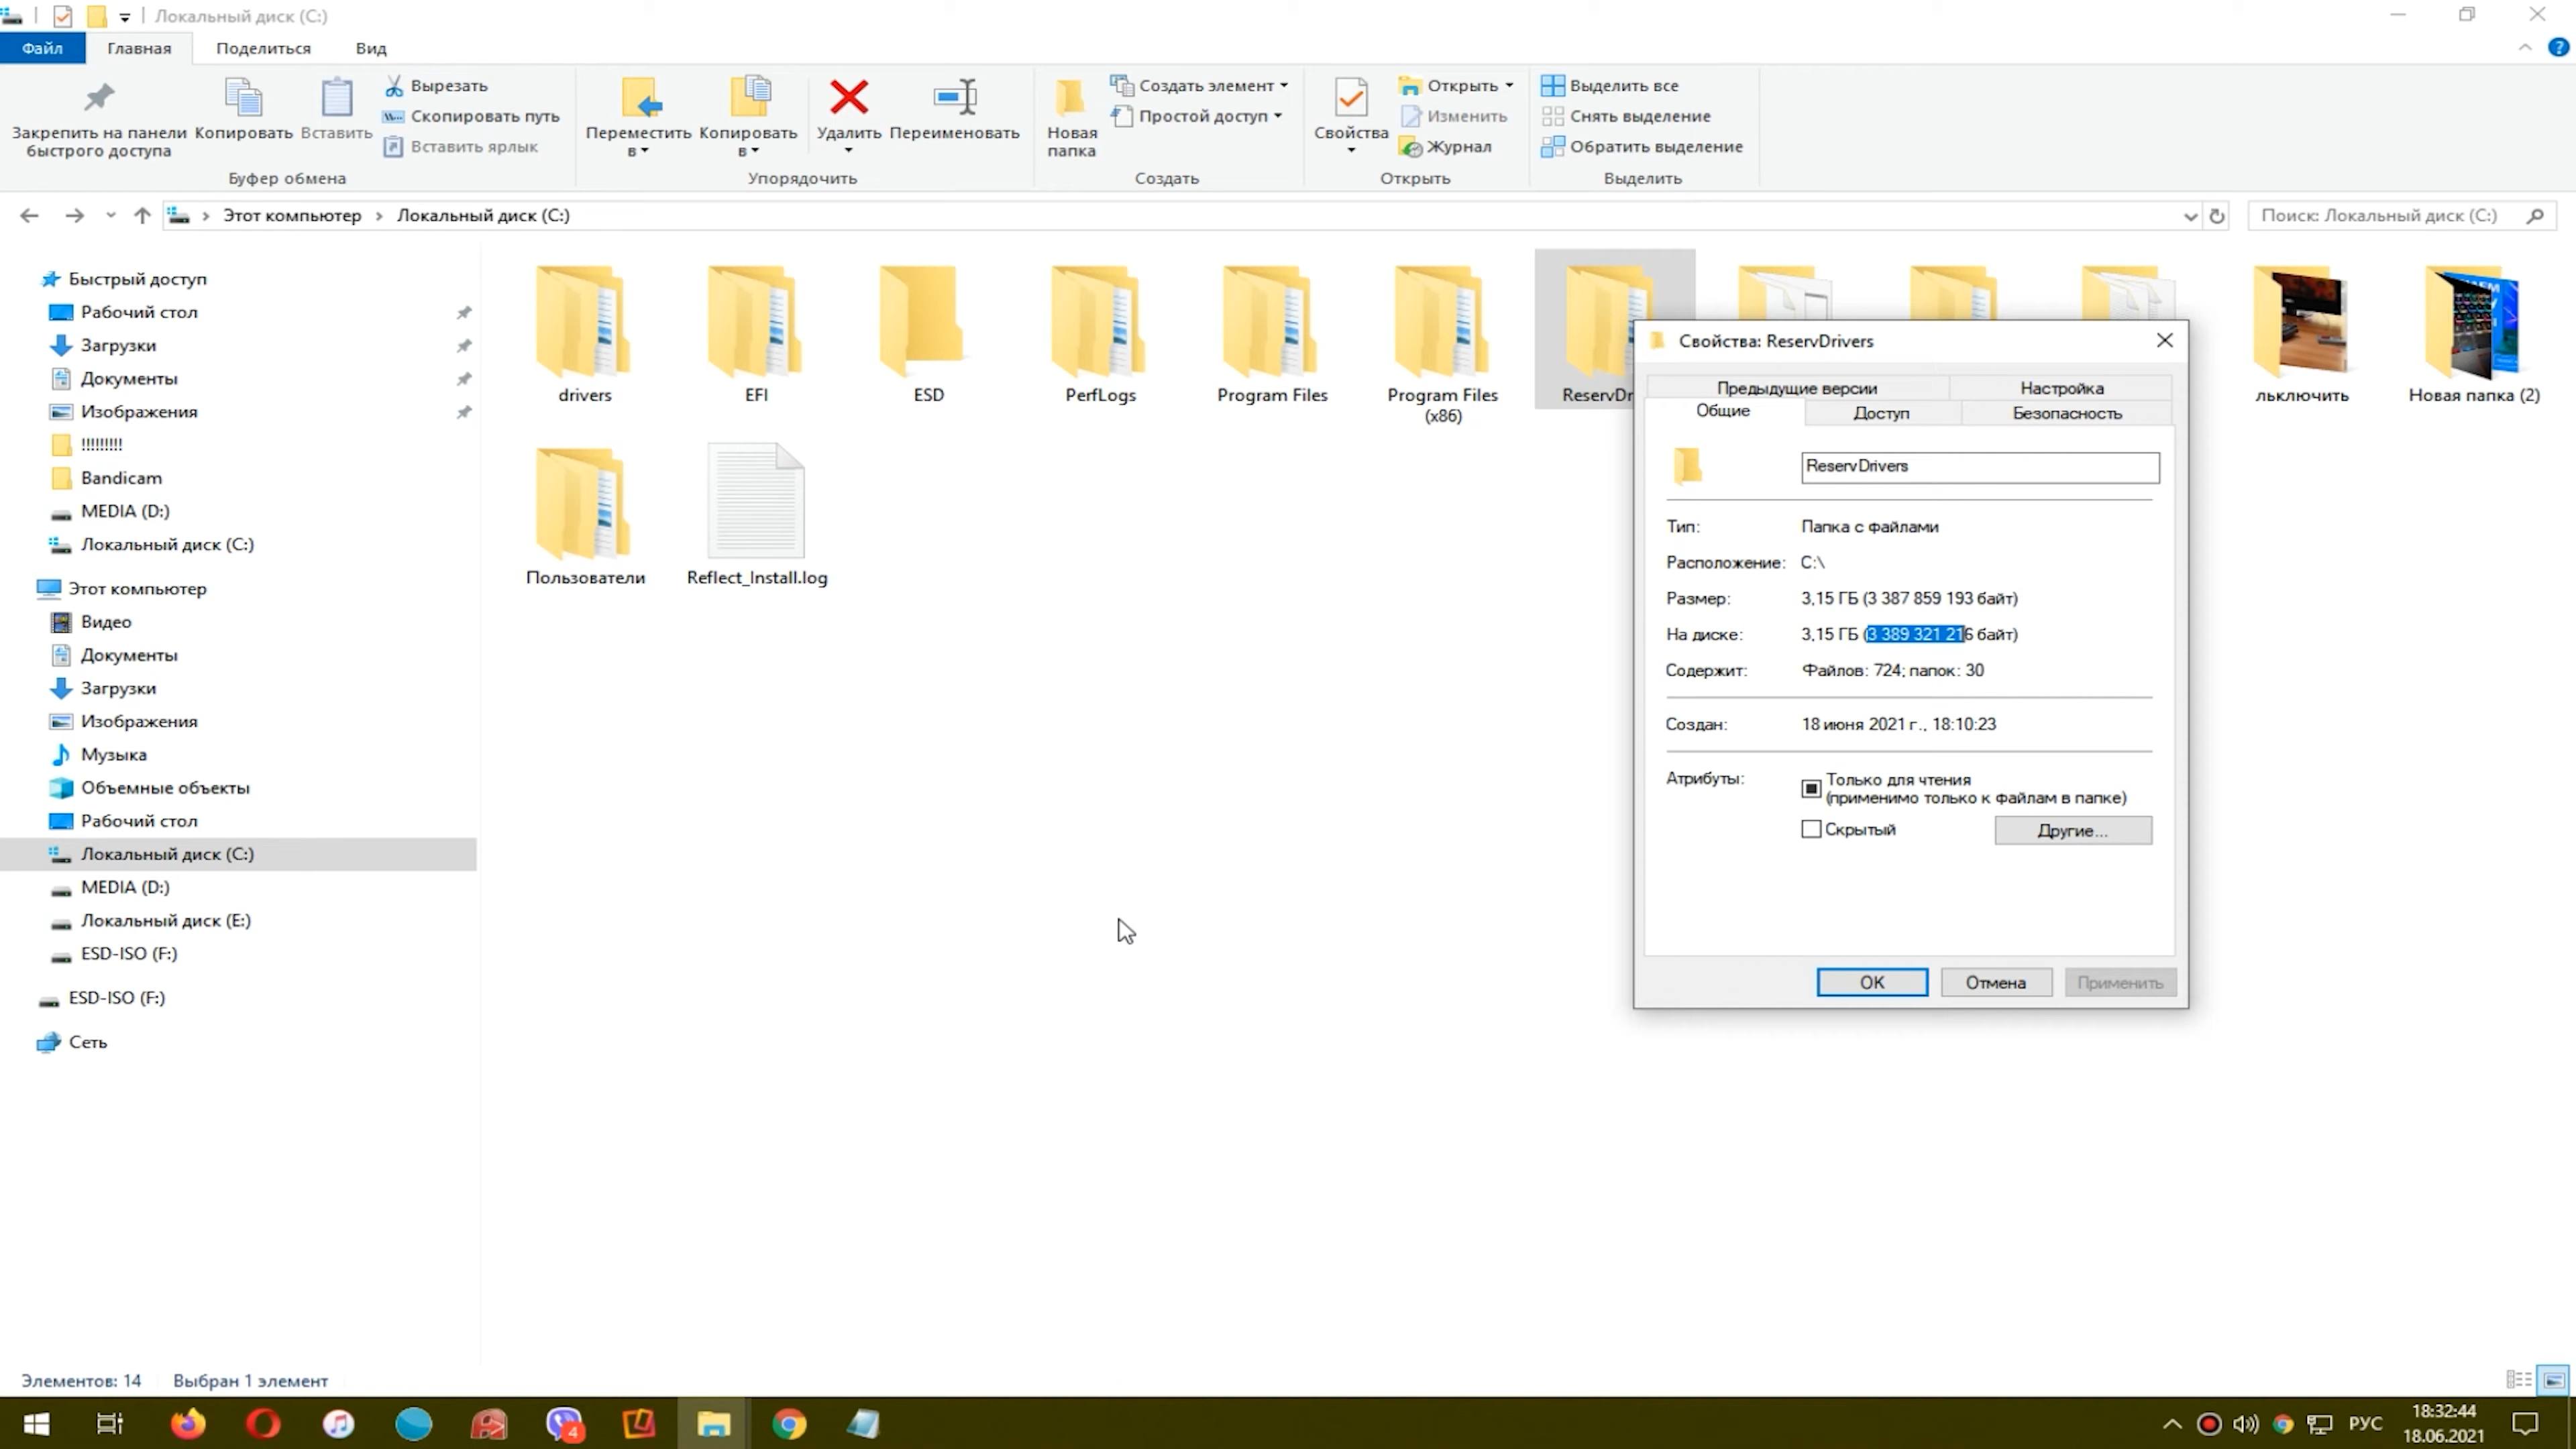 Локальный диск (C:)
Файл Главная Поделиться Вид
Закрепить на панели быстрого доступа
Копировать
Вставить
Вырезать
Скопировать путь
Вставить ярлык
Буфер обмена
Переместить в
Копировать в
Удалить
Переименовать
Упорядочить
Новая папка
Создать элемент
Простой доступ
Создать
Свойства
Открыть
Изменить
Журнал
Открыть
Выделить все
Снять выделение
Обратить выделение
Выделить
Этот компьютер
Локальный диск (C:)
Поиск: Локальный диск (C:)
Быстрый доступ
Рабочий стол
Загрузки
Документы
Изображения
!!!!!!!!!
Bandicam
MEDIA (D:)
Локальный диск (C:)
Этот компьютер
Видео
Документы
Загрузки
Изображения
Музыка
Объемные объекты
Рабочий стол
Локальный диск (C:)
MEDIA (D:)
Локальный диск (E:)
ESD-ISO (F:)
ESD-ISO (F:)
Сеть
drivers
EFI
ESD
PerfLogs
Program Files
Program Files (x86)
ReservDr
льключить
Новая папка (2)
Пользователи
Reflect_Install.log
Свойства: ReservDrivers
Предыдущие версии Настройка
Общие Доступ Безопасность
ReservDrivers
Тип: Папка с файлами
Расположение: C:\
Размер: 3,15 ГБ (3 387 859 193 байт)
На диске: 3,15 ГБ (3 389 321 216 байт)
Содержит: Файлов: 724; папок: 30
Создан: 18 июня 2021 г., 18:10:23
Атрибуты: Только для чтения
(применимо только к файлам в папке)
Скрытый Другие...
OK Отмена Применить
Элементов: 14 Выбран 1 элемент
4
РУС
18:32:44
18.06.2021